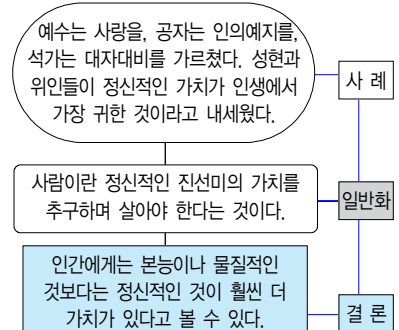 예수는 사랑을, 공자는 인의예지를,
석가는 대자대비를 가르쳤다. 성현과
위인들이 정신적인 가치가 인생에서
가장 귀한 것이라고 내세웠다.
사 례
사람이란 정신적인 진선미의 가치를
추구하며 살아야 한다는 것이다.
일반화
인간에게는 본능이나 물질적인
것보다는 정신적인 것이 훨씬 더
가치가 있다고 볼 수 있다.
결 론